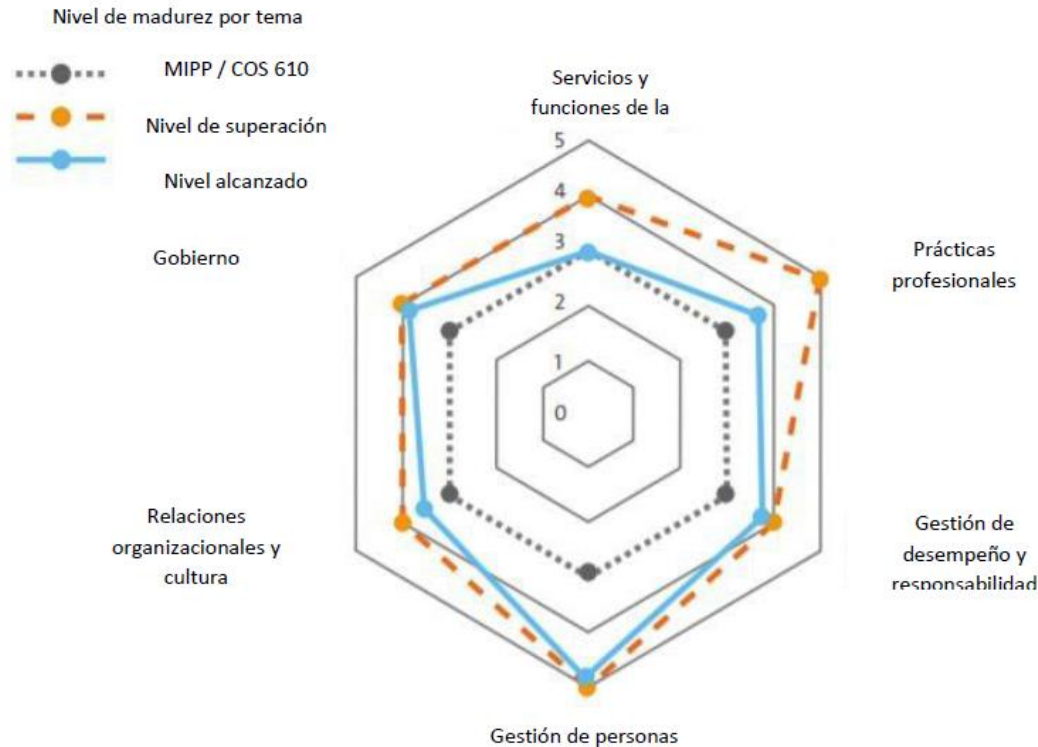 Nivel de madurez por tema
MIPP / COS 610
Nivel de superación
Nivel alcanzado
Servicios y
funciones de la
5
4
3
2
1
0
Gobierno
Prácticas
profesionales
Relaciones
organizacionales y
cultura
Gestión de
desempeño y
responsabilidad
Gestión de personas